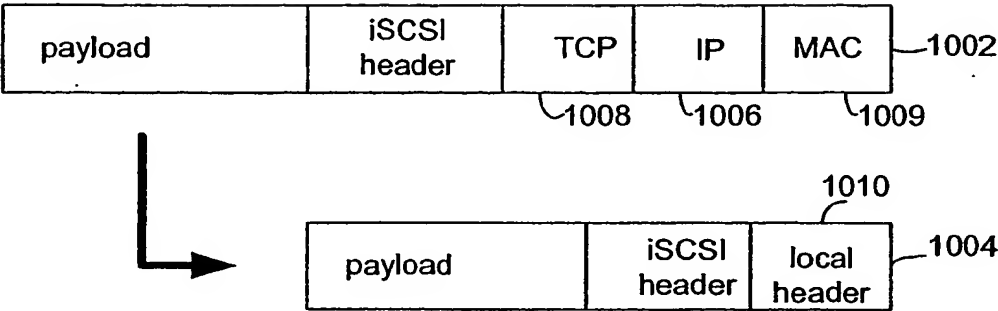 payload
iSCSI
header
TCP
IP
MAC
1002
1008
1006
1009
1010
payload
iSCSI
header
local
header
1004